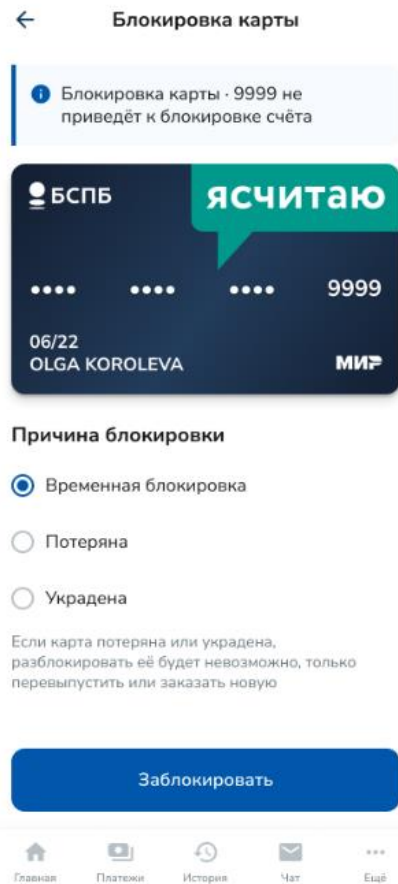 Блокировка карты
Блокировка карты · 9999 не
приведёт к блокировке счёта
БСПБ
ясчитаю
•••• •••• •••• 9999
06/22
OLGA KOROLEVA
МИР
Причина блокировки
Временная блокировка
Потеряна
Украдена
Если карта потеряна или украдена,
разблокировать её будет невозможно, только
перевыпустить или заказать новую
Заблокировать
Главная Платежи История Чат Ещё